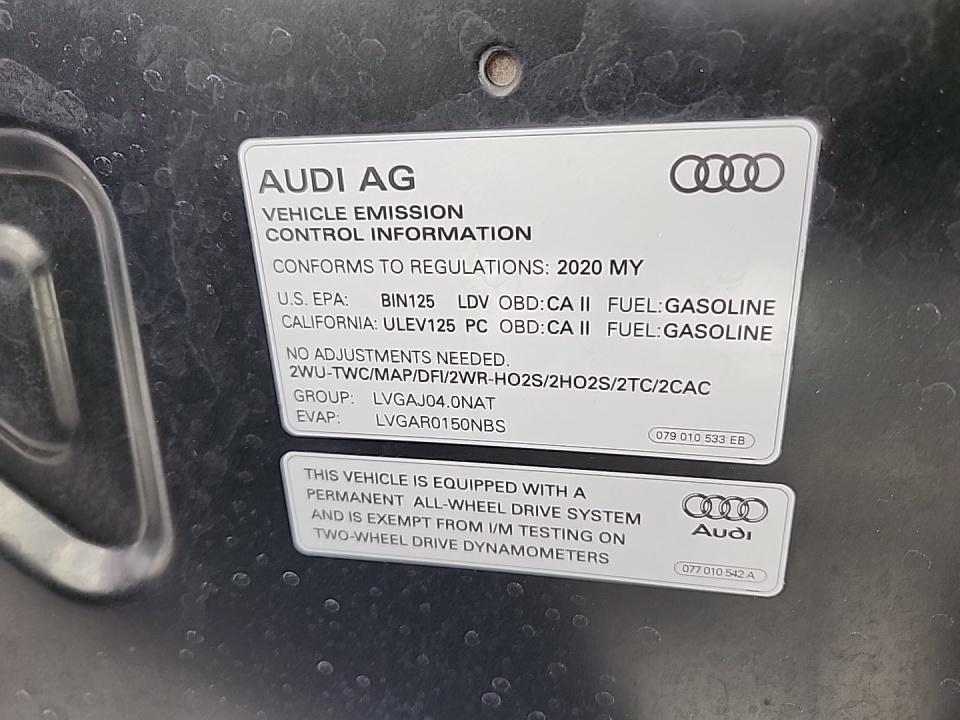 AUDI AG
VEHICLE EMISSION
CONTROL INFORMATION
CONFORMS TO REGULATIONS: 2020 MY
U.S. EPA: BIN125 LDV OBD: CA II FUEL: GASOLINE
CALIFORNIA: ULEV125 PC OBD: CA II FUEL: GASOLINE
NO ADJUSTMENTS NEEDED.
2WU-TWC/MAP/DFI/2WR-HO2S/2HO2S/2TC/2CAC
GROUP: LVGAJ04.0NAT
EVAP: LVGAR0150NBS
079 010 533 EB
THIS VEHICLE IS EQUIPPED WITH A
PERMANENT ALL-WHEEL DRIVE SYSTEM
AND IS EXEMPT FROM I/M TESTING ON
TWO-WHEEL DRIVE DYNAMOMETERS
Audi
077 010 542 A